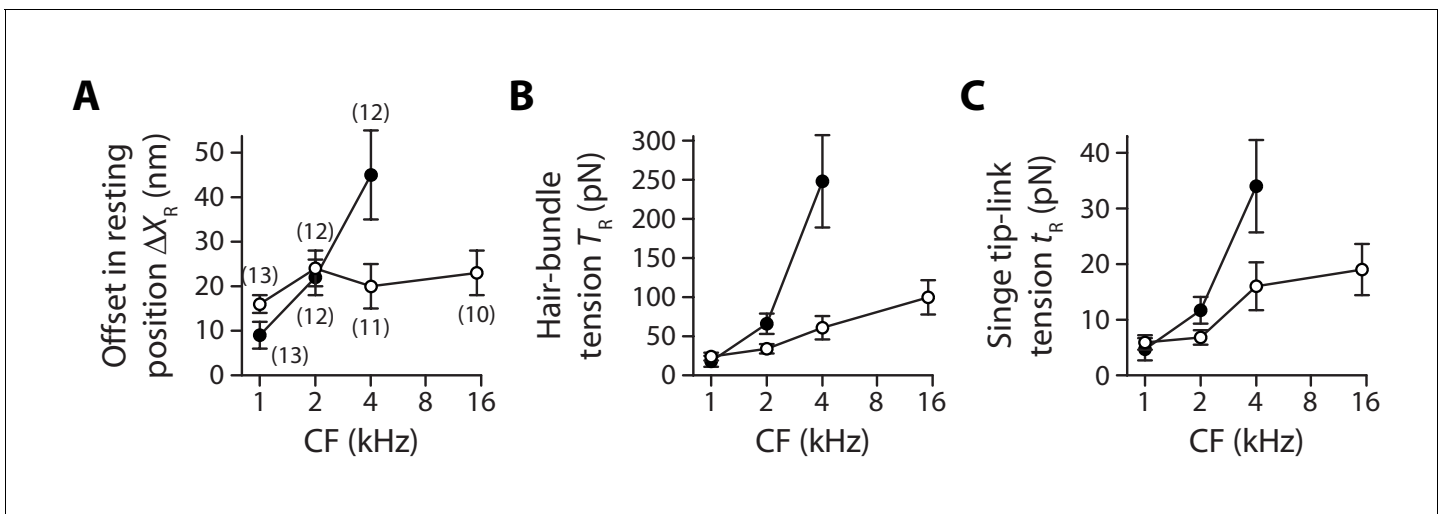 A
Offset in resting
position ΔX_R (nm)
50
40
30
20
10
0
(12)
(12)
(13)
(12)
(11)
(10)
(13)
1 2 4 8 16
CF (kHz)
B
Hair-bundle
tension T_R (pN)
300
250
200
150
100
50
0
1 2 4 8 16
CF (kHz)
C
Singe tip-link
tension t_R (pN)
40
30
20
10
0
1 2 4 8 16
CF (kHz)